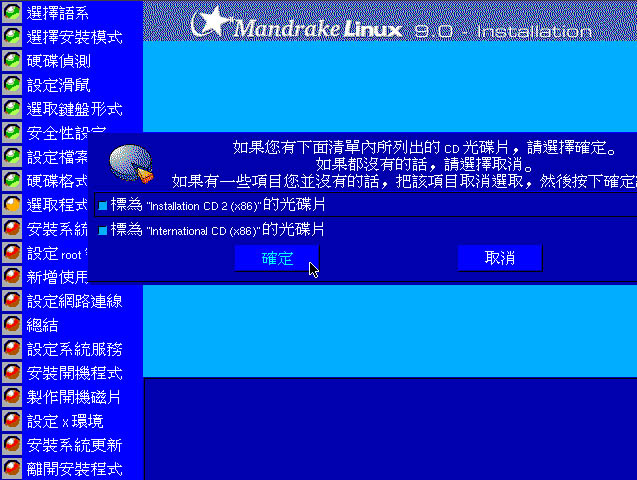 MandrakeLinux 9.0 - Installation
選擇語系
選擇安裝模式
硬碟偵測
設定滑鼠
選取鍵盤形式
安全性設定
設定檔案
硬碟格式
選取程式
安裝系統
設定 root
新增使用
設定網路連線
總結
設定系統服務
安裝開機程式
製作開機磁片
設定 X 環境
安裝系統更新
離開安裝程式
如果您有下面清單內所列出的 CD 光碟片，請選擇確定。
如果都沒有的話，請選擇取消。
如果有一些項目您並沒有的話，把該項目取消選取，然後按下確定
標為 "Installation CD 2 (x86)" 的光碟片
標為 "International CD (x86)" 的光碟片
確定
取消